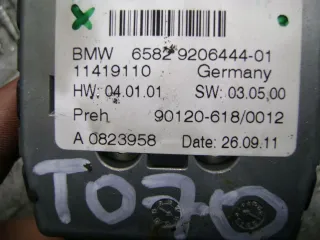 BMW 6582 9206444-01
11419110 Germany
HW: 04.01.01 SW: 03.05.00
Preh 90120-618/0012
A 0823958 Date: 26.09.11
TO70